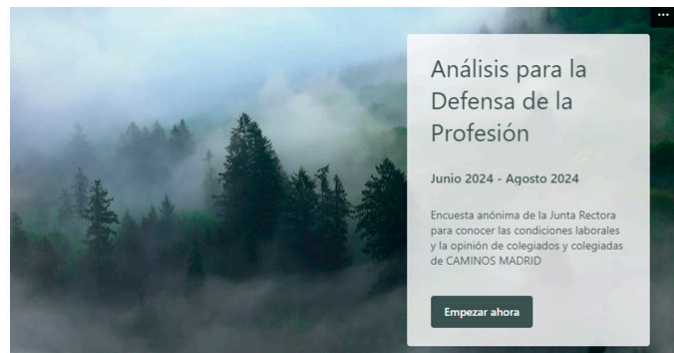 Análisis para la
Defensa de la
Profesión
Junio 2024 - Agosto 2024
Encuesta anónima de la Junta Rectora
para conocer las condiciones laborales
y la opinión de colegiados y colegiadas
de CAMINOS MADRID
Empezar ahora